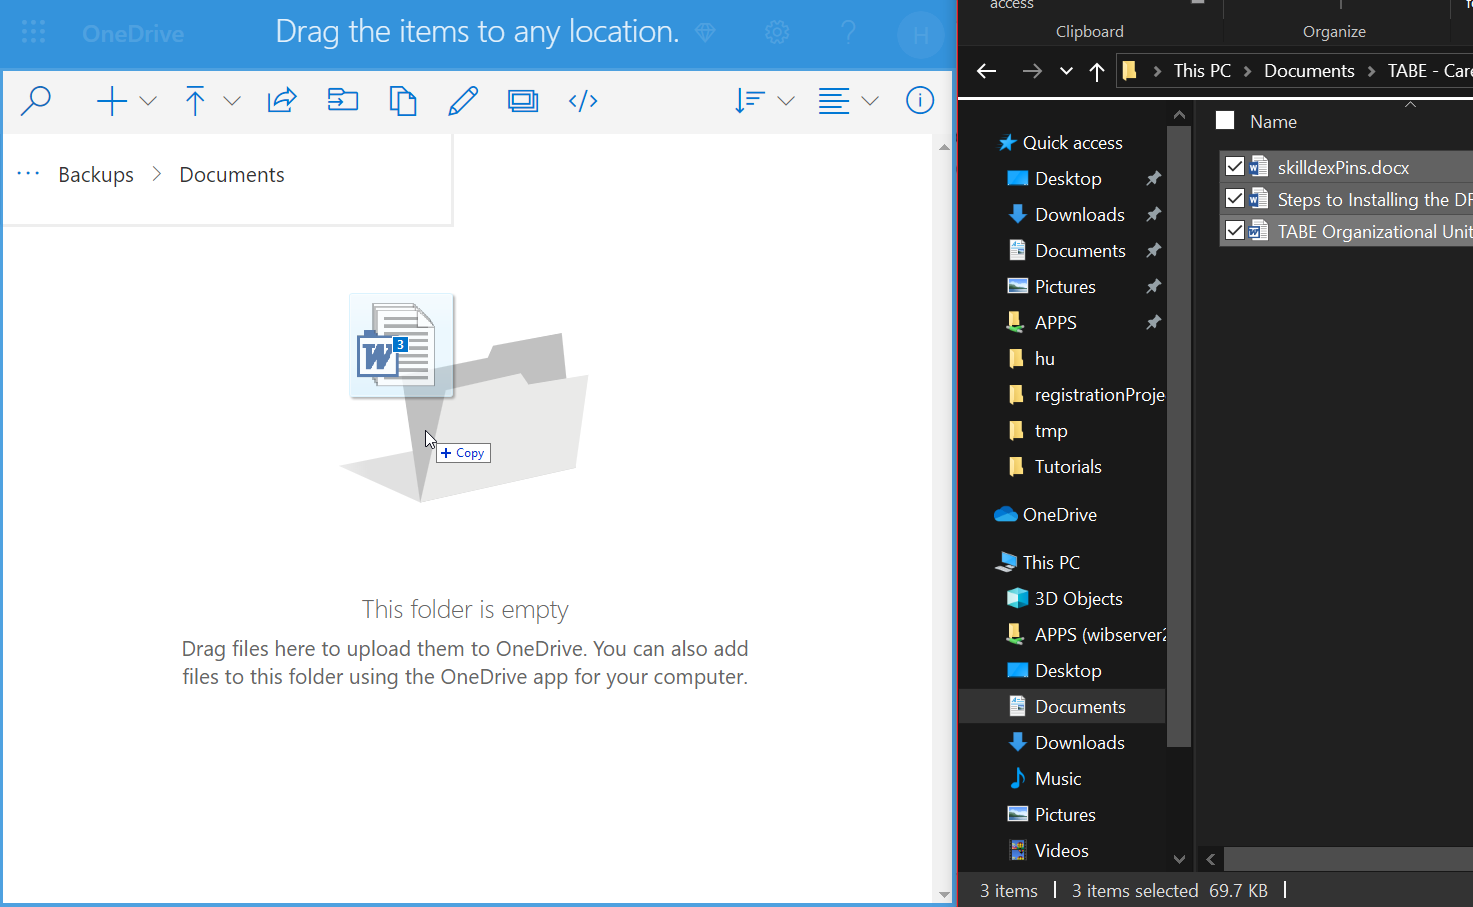 OneDrive
Drag the items to any location.
H
Backups > Documents
W 3
+ Copy
This folder is empty
Drag files here to upload them to OneDrive. You can also add
files to this folder using the OneDrive app for your computer.
access
Clipboard
Organize
This PC > Documents > TABE - Care
Name
skilldexPins.docx
Steps to Installing the
TABE Organizational Unit
Quick access
Desktop
Downloads
Documents
Pictures
APPS
hu
registrationProje
tmp
Tutorials
OneDrive
This PC
3D Objects
APPS (wibserver2
Desktop
Documents
Downloads
Music
Pictures
Videos
3 items
3 items selected 69.7 KB